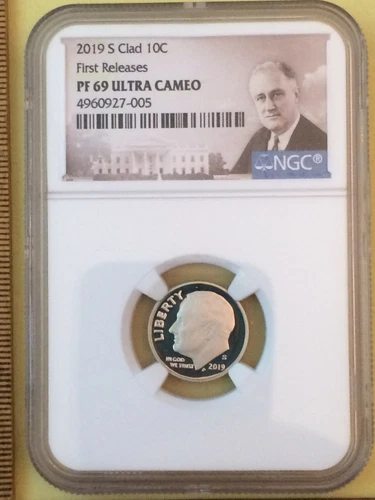 2019 S Clad 10C
First Releases
PF 69 ULTRA CAMEO
4960927-005
NGC®
LIBERTY
IN GOD
WE TRUST
S
2019